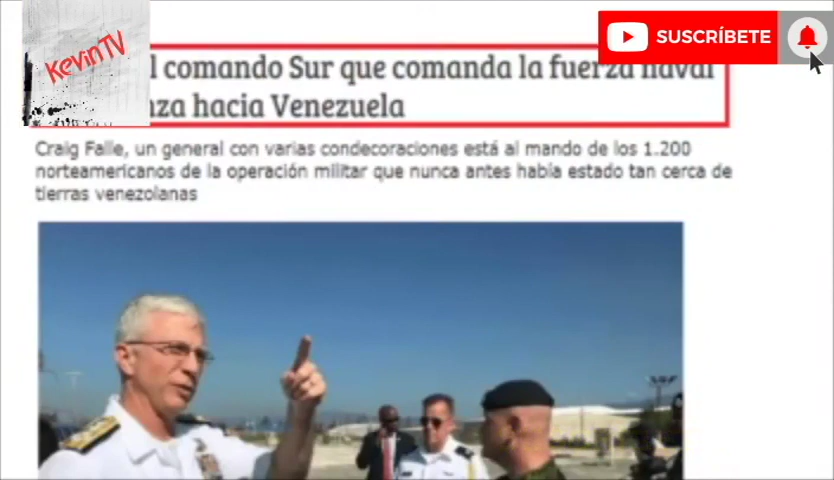 SUSCRÍBETE
KevinTV
l comando Sur que comanda la fuerza naval
nza hacia Venezuela
Craig Falle, un general con varias condecoraciones está al mando de los 1.200
norteamericanos de la operación militar que nunca antes había estado tan cerca de
tierras venezolanas